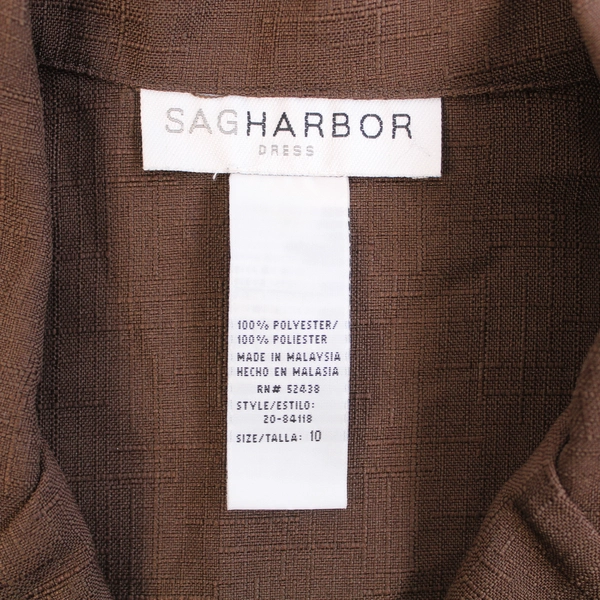 SAGHARBOR
DRESS
100% POLYESTER/
100% POLIESTER
MADE IN MALAYSIA
HECHO EN MALASIA
RN# 52438
STYLE/ESTILO:
20-84118
SIZE/TALLA: 10